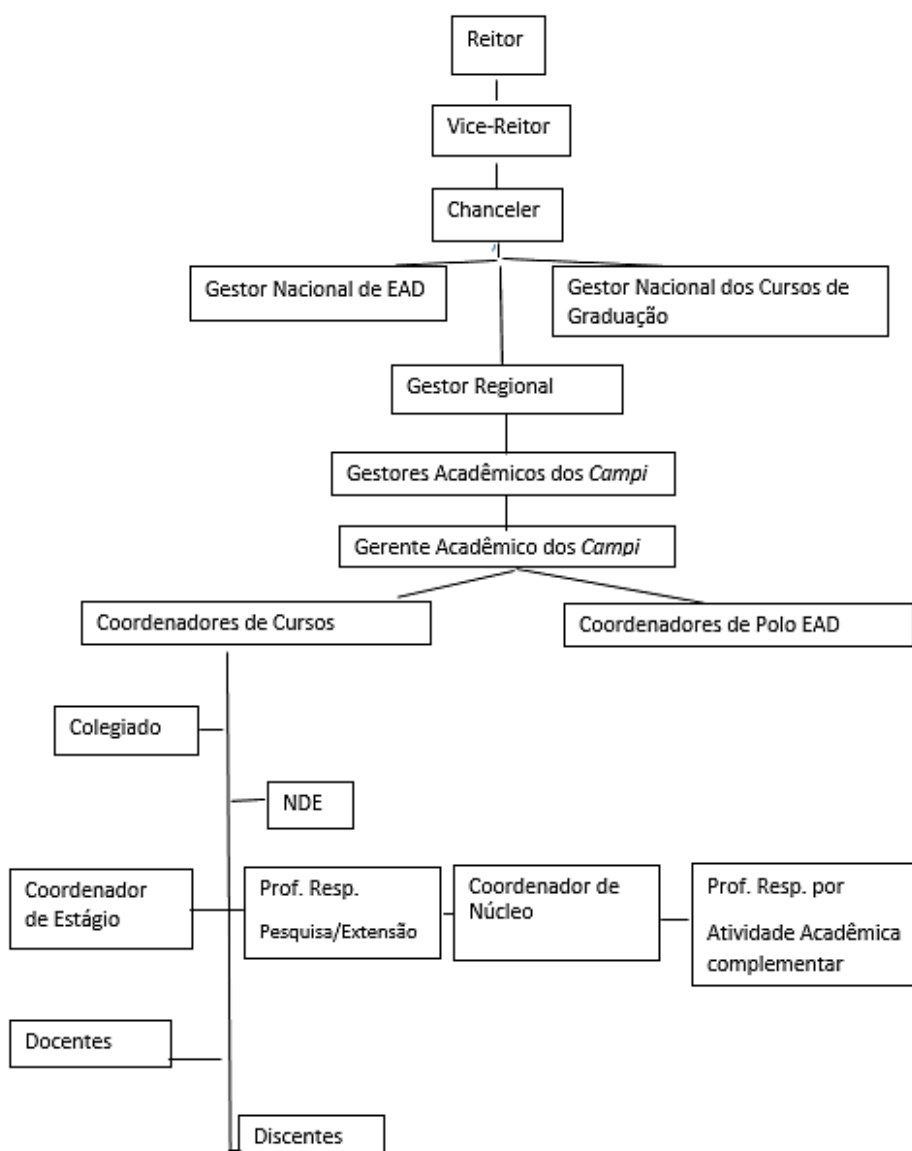 Reitor
Vice-Reitor
Chanceler
Gestor Nacional de EAD
Gestor Nacional dos Cursos de
Graduação
Gestor Regional
Gestores Acadêmicos dos Campi
Gerente Acadêmico dos Campi
Coordenadores de Cursos
Coordenadores de Polo EAD
Colegiado
NDE
Coordenador
de Estágio
Prof. Resp.
Pesquisa/Extensão
Coordenador de
Núcleo
Prof. Resp. por
Atividade Acadêmica
complementar
Docentes
Discentes